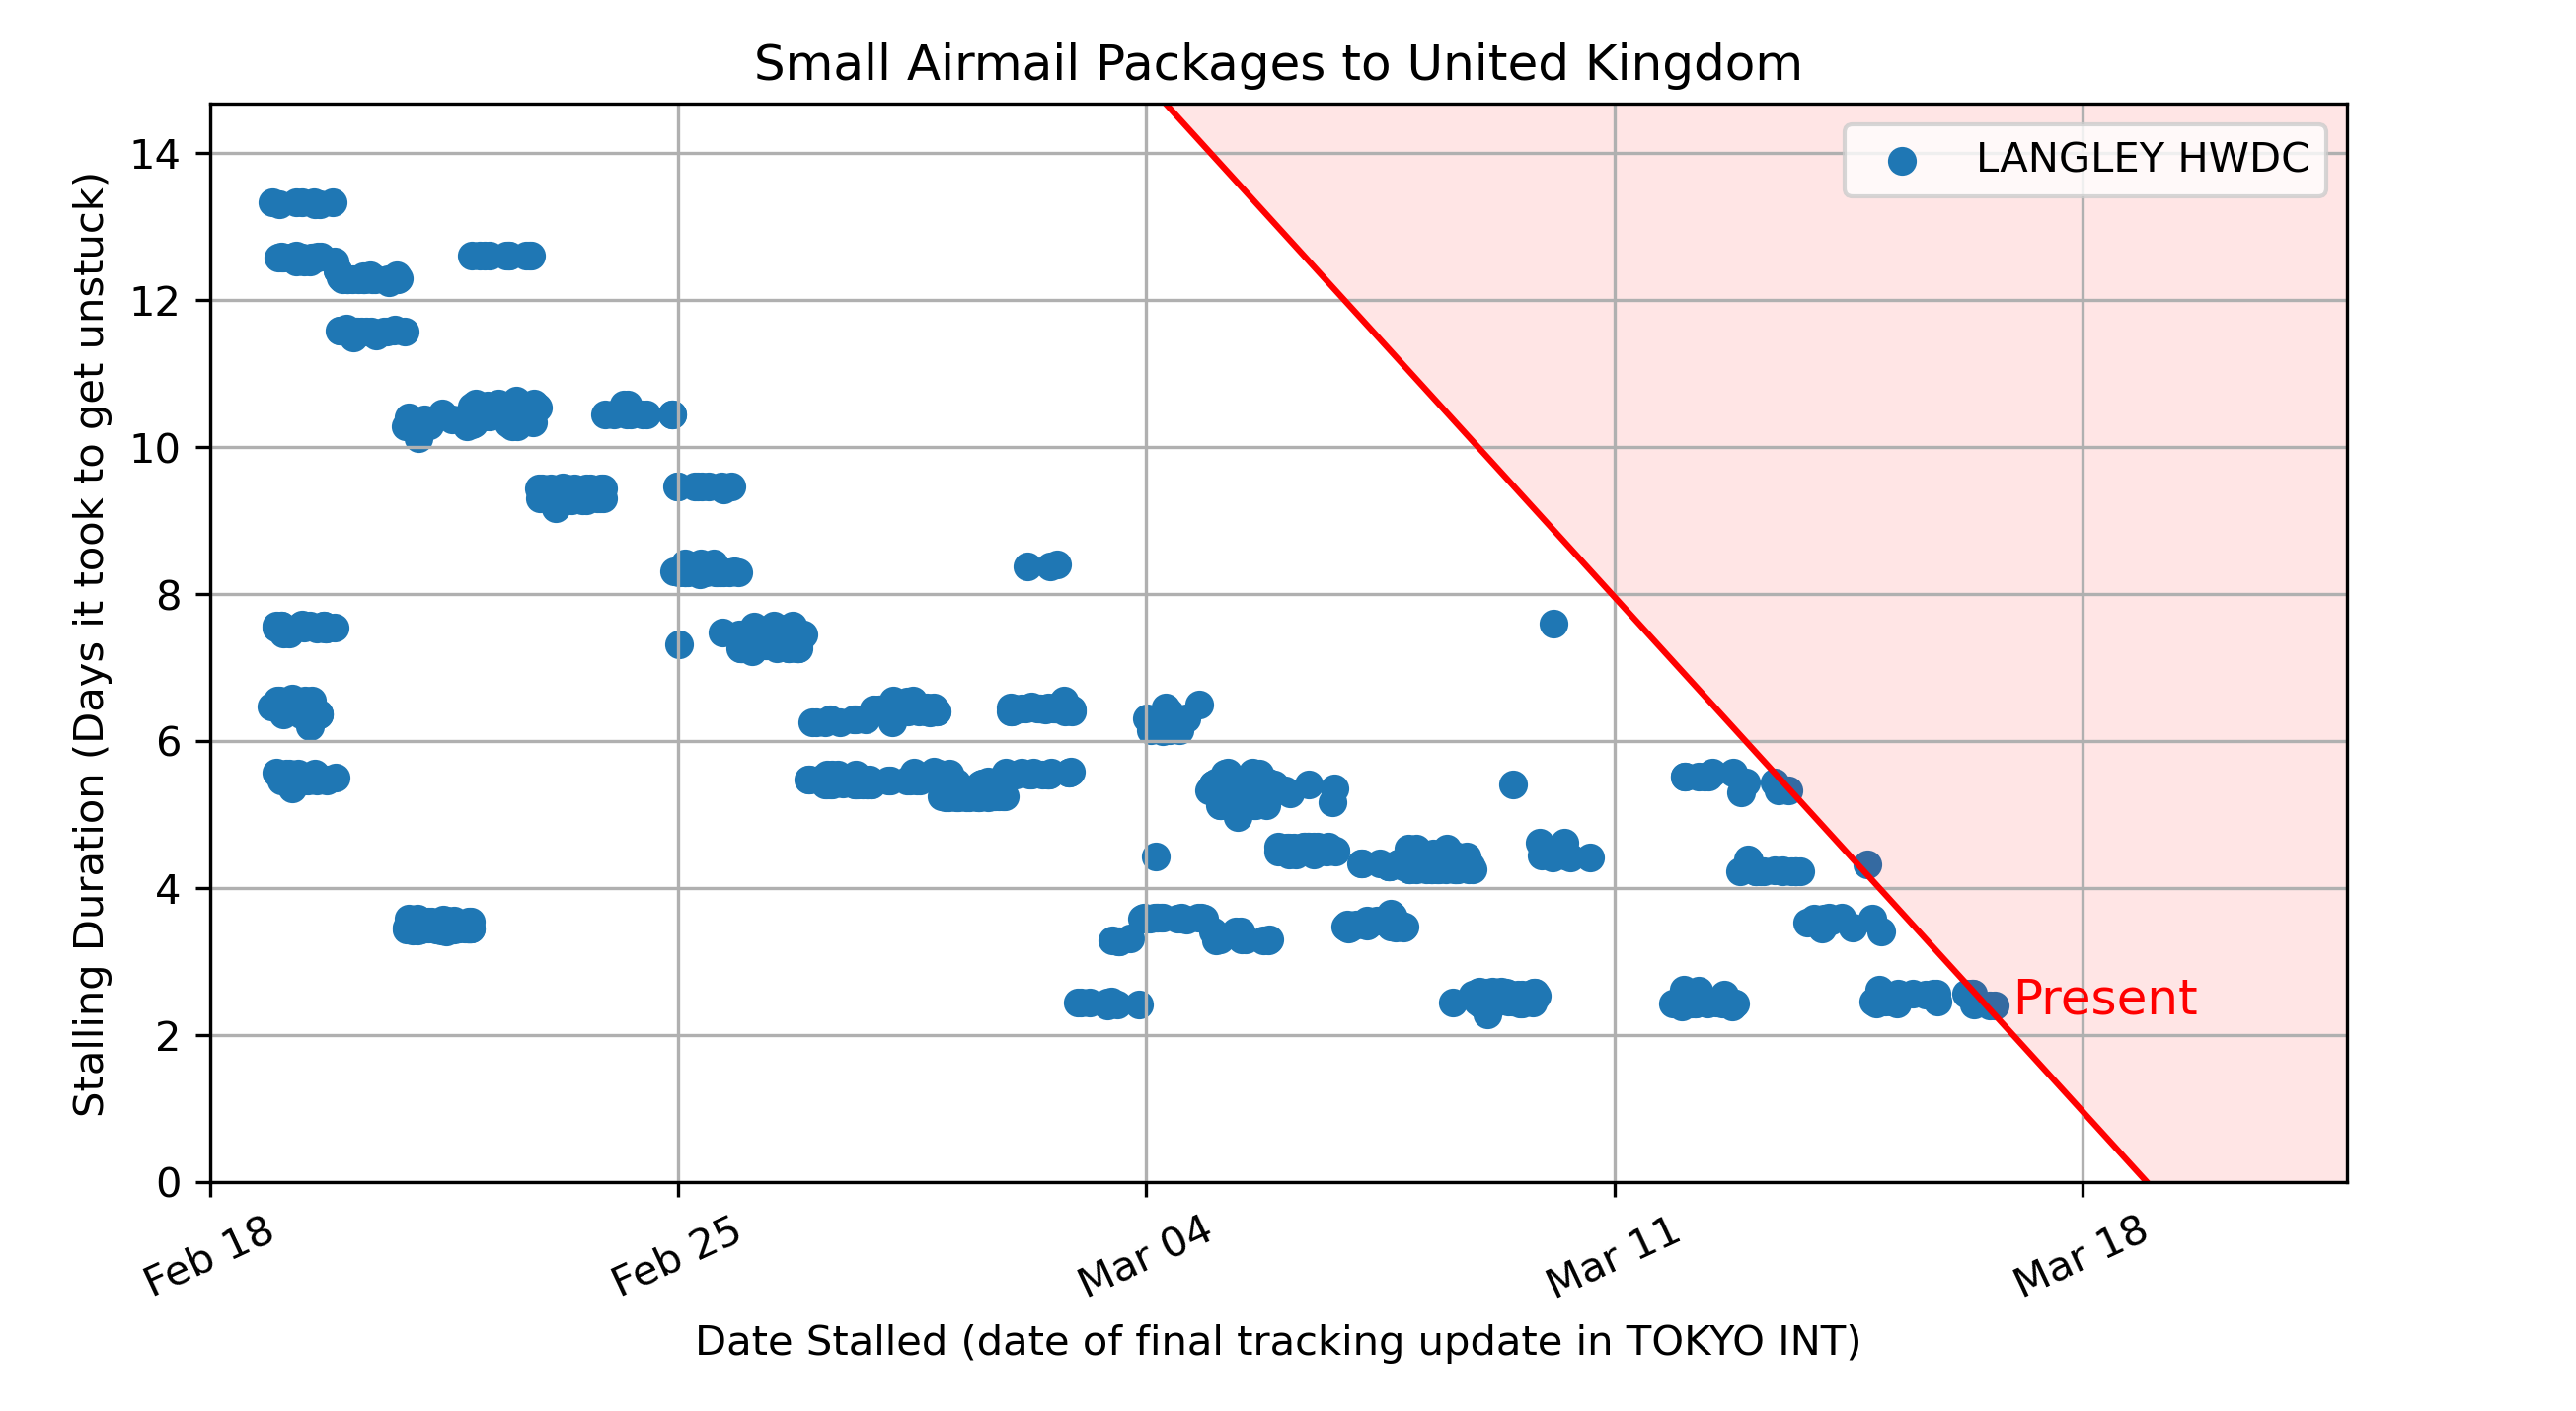 Small Airmail Packages to United Kingdom
LANGLEY HWDC
Stalling Duration (Days it took to get unstuck)
14
12
10
8
6
4
2
0
Present
Feb 18
Feb 25
Mar 04
Mar 11
Mar 18
Date Stalled (date of final tracking update in TOKYO INT)